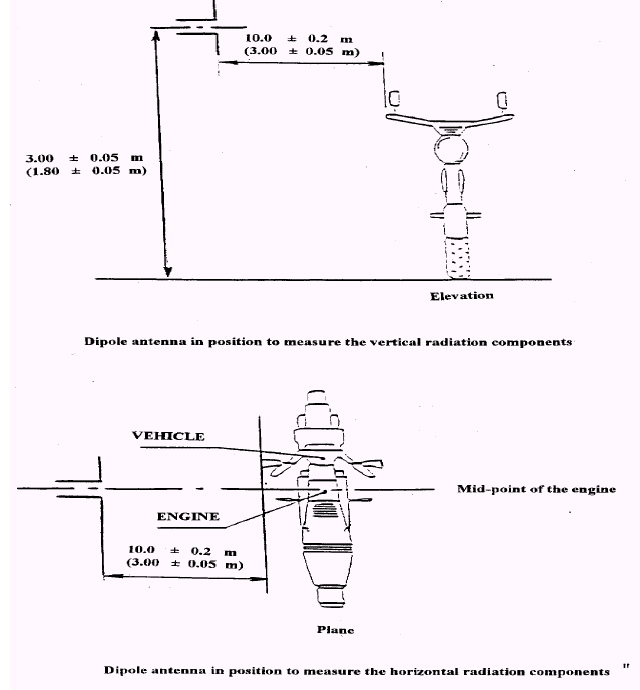 10.0 ± 0.2 m
(3.00 ± 0.05 m)
3.00 ± 0.05 m
(1.80 ± 0.05 m)
Elevation
Dipole antenna in position to measure the vertical radiation components
VEHICLE
Mid-point of the engine
ENGINE
10.0 ± 0.2 m
(3.00 ± 0.05 m)
Plane
Dipole antenna in position to measure the horizontal radiation components "